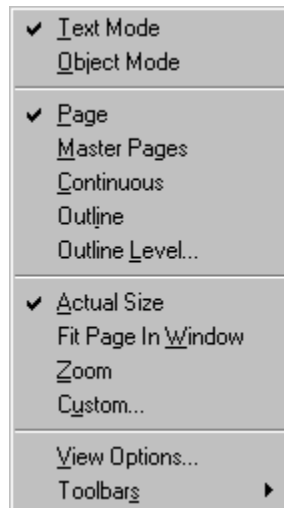 Text Mode
Object Mode
Page
Master Pages
Continuous
Outline
Outline Level...
Actual Size
Fit Page In Window
Zoom
Custom...
View Options...
Toolbars